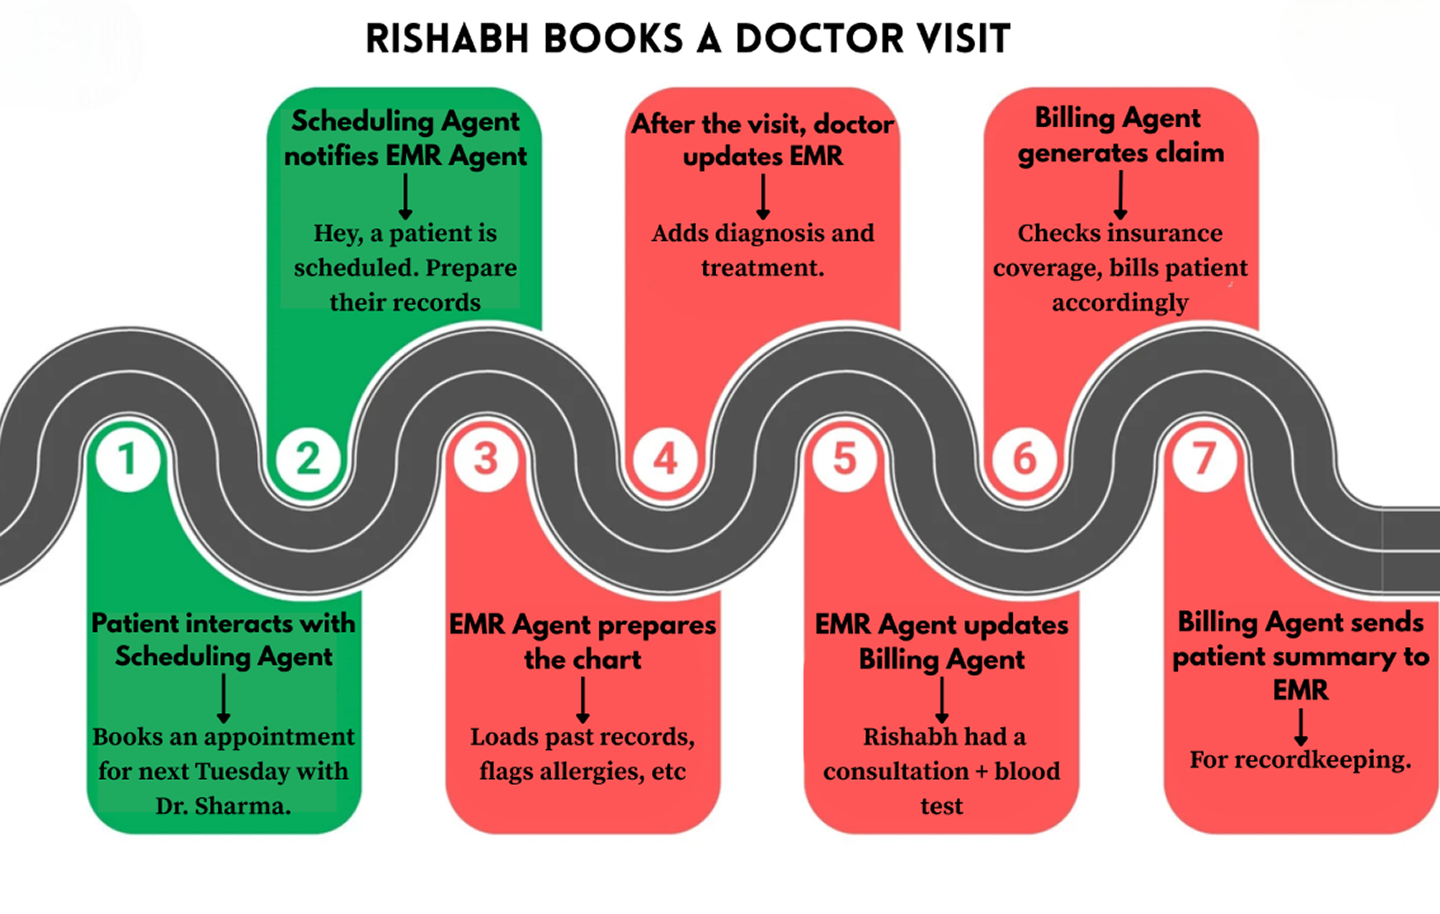 RISHABH BOOKS A DOCTOR VISIT
1
Patient interacts with
Scheduling Agent
Books an appointment
for next Tuesday with
Dr. Sharma.
2
Scheduling Agent
notifies EMR Agent
Hey, a patient is
scheduled. Prepare
their records
3
EMR Agent prepares
the chart
Loads past records,
flags allergies, etc
4
After the visit, doctor
updates EMR
Adds diagnosis and
treatment.
5
EMR Agent updates
Billing Agent
Rishabh had a
consultation + blood
test
6
Billing Agent
generates claim
Checks insurance
coverage, bills patient
accordingly
7
Billing Agent sends
patient summary to
EMR
For recordkeeping.